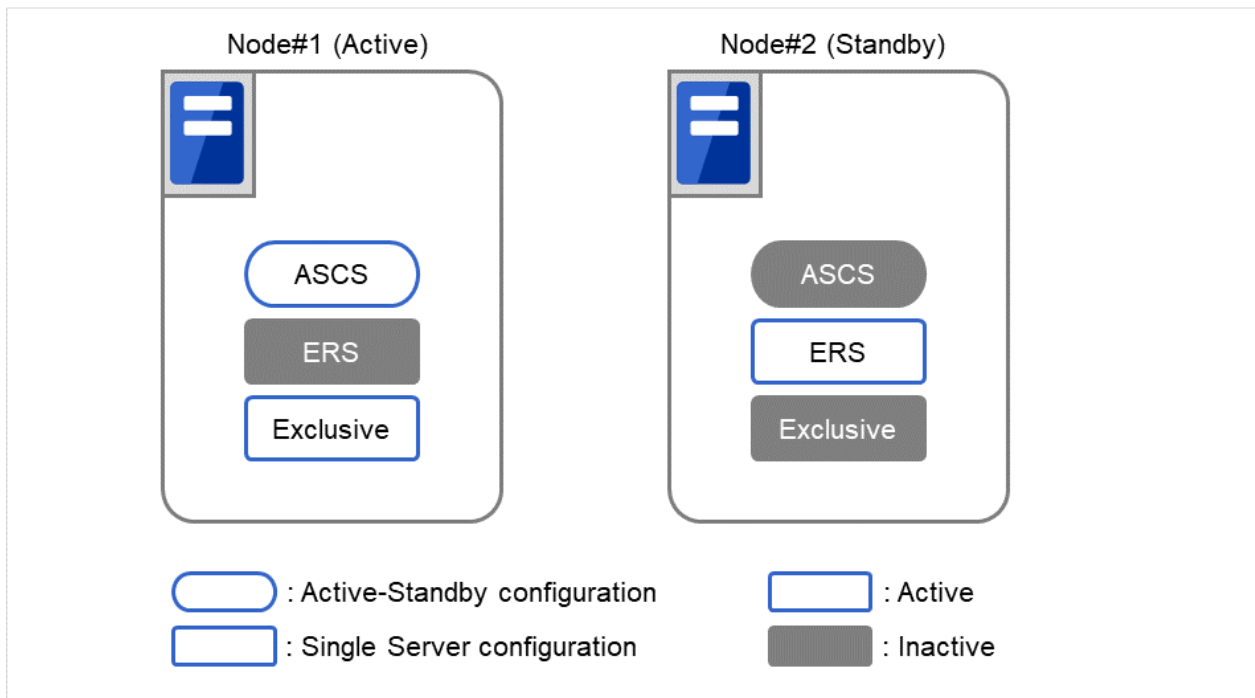 Node#1 (Active)
Node#2 (Standby)
ASCS
ERS
Exclusive
ASCS
ERS
Exclusive
: Active-Standby configuration
: Single Server configuration
: Active
: Inactive